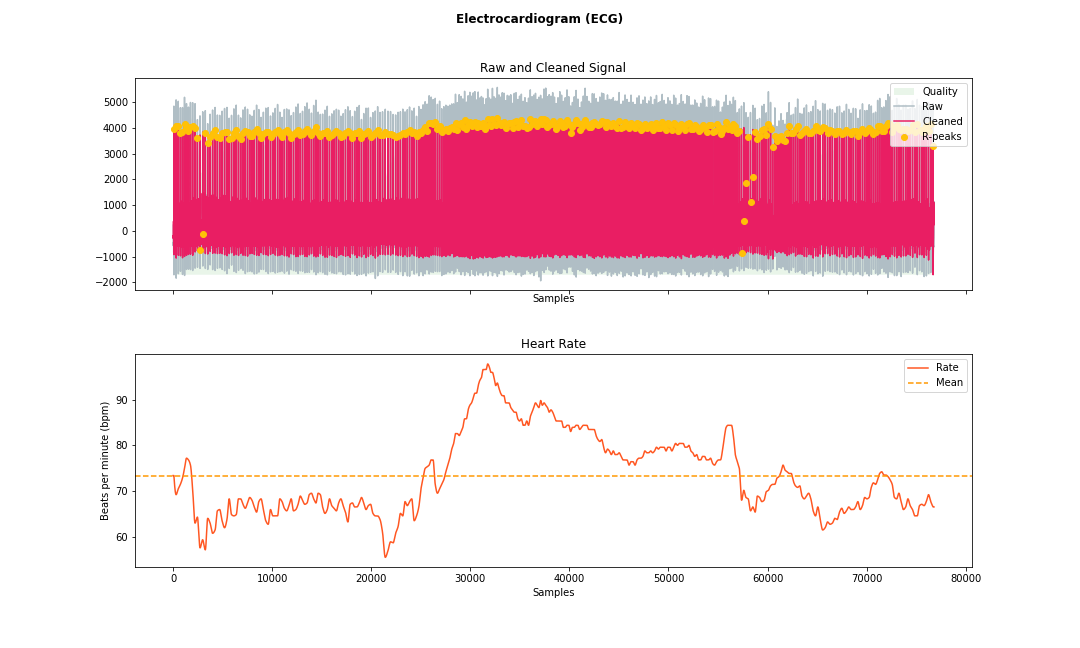 Electrocardiogram (ECG)
Raw and Cleaned Signal
5000
4000
3000
2000
1000
0
−1000
−2000
Quality
Raw
Cleaned
R-peaks
Samples
Heart Rate
Beats per minute (bpm)
90
80
70
60
Rate
Mean
0 10000 20000 30000 40000 50000 60000 70000 80000
Samples